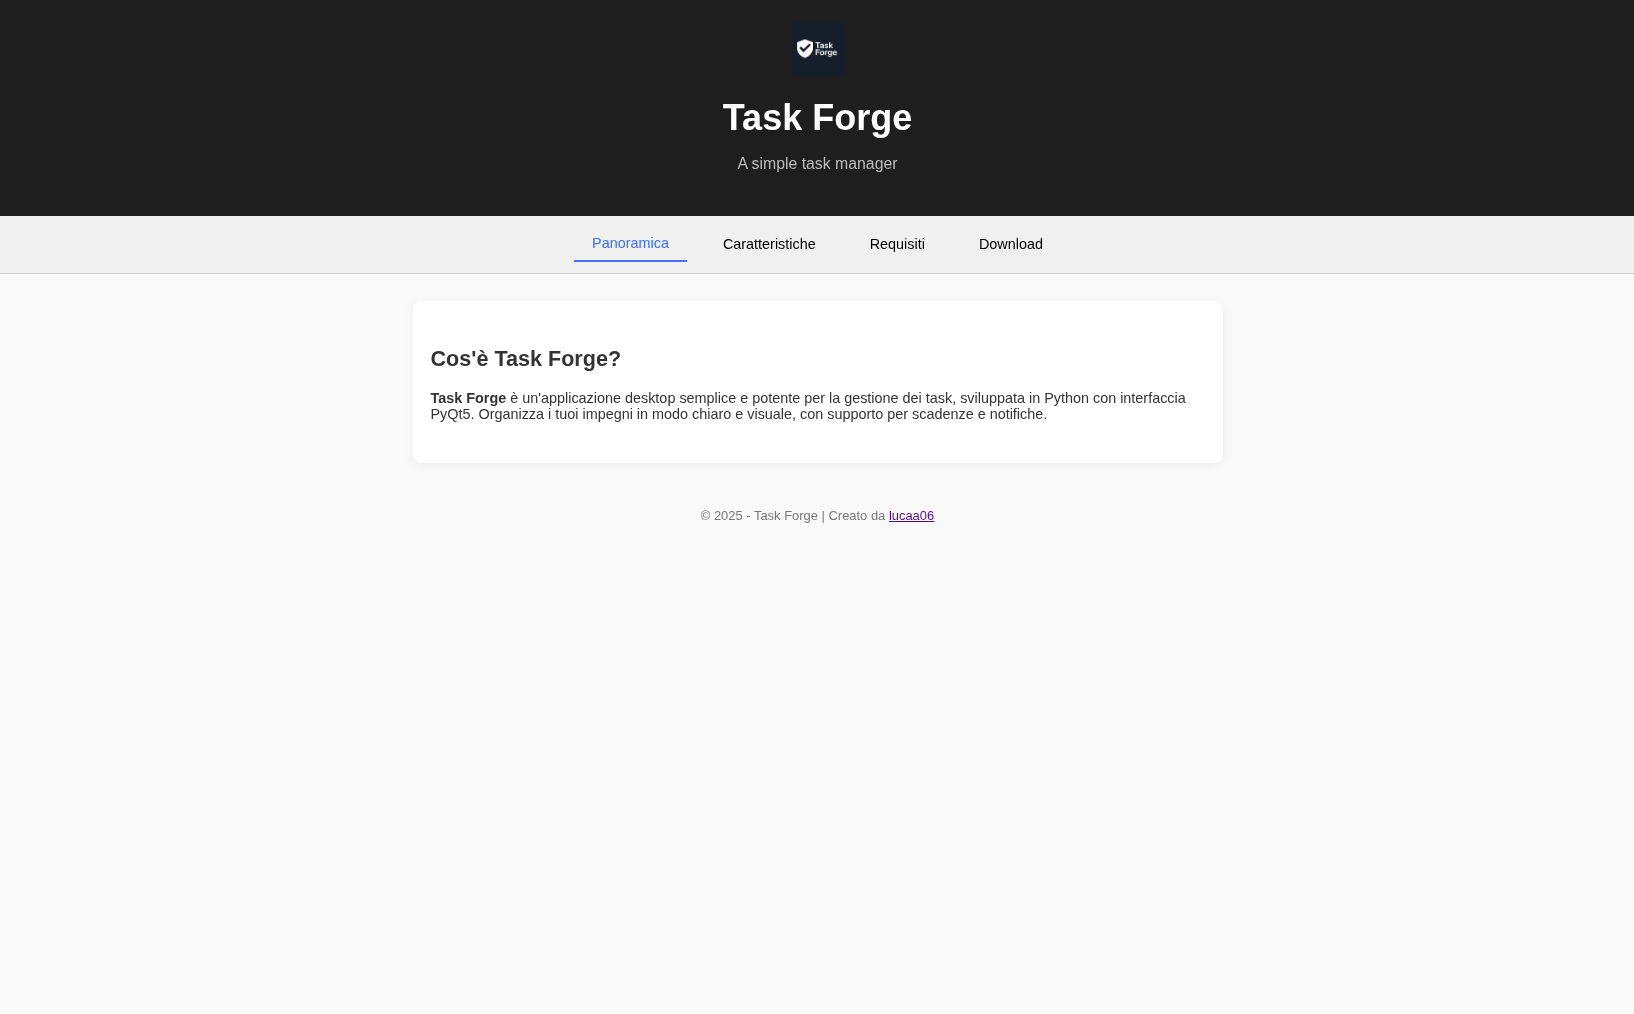 Task
Forge
Task Forge
A simple task manager
Panoramica Caratteristiche Requisiti Download
Cos'è Task Forge?
Task Forge è un'applicazione desktop semplice e potente per la gestione dei task, sviluppata in Python con interfaccia
PyQt5. Organizza i tuoi impegni in modo chiaro e visuale, con supporto per scadenze e notifiche.
© 2025 - Task Forge | Creato da lucaa06